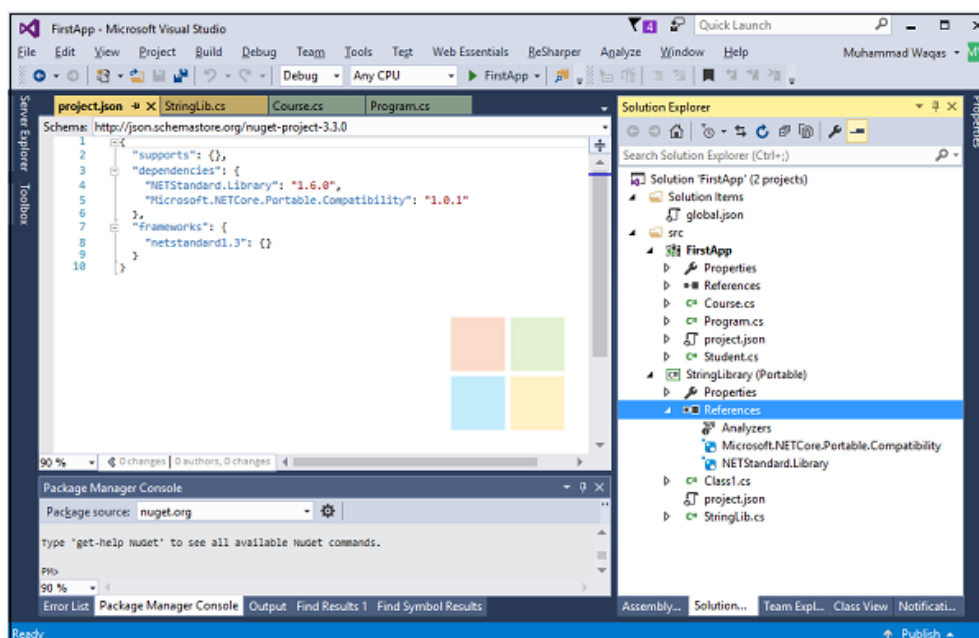 FirstApp - Microsoft Visual Studio
4
Quick Launch
File Edit View Project Build Debug Team Tools Test Web Essentials ReSharper Analyze Window Help
Muhammad Waqas
Debug
Any CPU
FirstApp
Server Explorer
Toolbox
project.json
StringLib.cs
Course.cs
Program.cs
Schema: http://json.schemastore.org/nuget-project-3.3.0
1 {
2 "supports": {},
3 "dependencies": {
4 "NETStandard.Library": "1.6.0",
5 "Microsoft.NETCore.Portable.Compatibility": "1.0.1"
6 },
7 "frameworks": {
8 "netstandard1.3": {}
9 }
10 }
90 %
0 changes | 0 authors, 0 changes
Package Manager Console
Package source: nuget.org
Type 'get-help NuGet' to see all available NuGet commands.
PM>
90 %
Error List Package Manager Console Output Find Results 1 Find Symbol Results
Solution Explorer
Search Solution Explorer (Ctrl+;)
Solution 'FirstApp' (2 projects)
Solution Items
global.json
src
FirstApp
Properties
References
C# Course.cs
C# Program.cs
project.json
C# Student.cs
C# StringLibrary (Portable)
Properties
References
Analyzers
Microsoft.NETCore.Portable.Compatibility
NETStandard.Library
C# Class1.cs
project.json
C# StringLib.cs
Assembly... Solution... Team Expl... Class View Notificati...
Properties
Ready
Publish